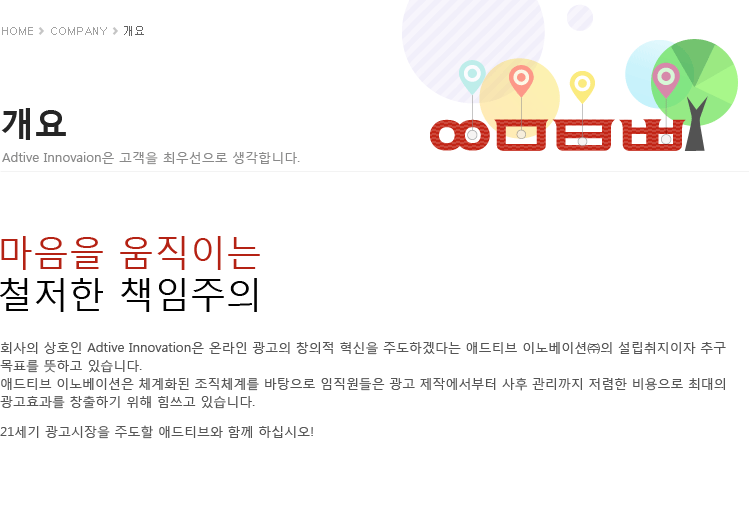 HOME > COMPANY > 개요
개요
Adtive Innovaion은 고객을 최우선으로 생각합니다.
마음을 움직이는
철저한 책임주의
회사의 상호인 Adtive Innovation은 온라인 광고의 창의적 혁신을 주도하겠다는 애드티브 이노베이션㈜의 설립취지이자 추구
목표를 뜻하고 있습니다.
애드티브 이노베이션은 체계화된 조직체계를 바탕으로 임직원들은 광고 제작에서부터 사후 관리까지 저렴한 비용으로 최대의
광고효과를 창출하기 위해 힘쓰고 있습니다.
21세기 광고시장을 주도할 애드티브와 함께 하십시오!